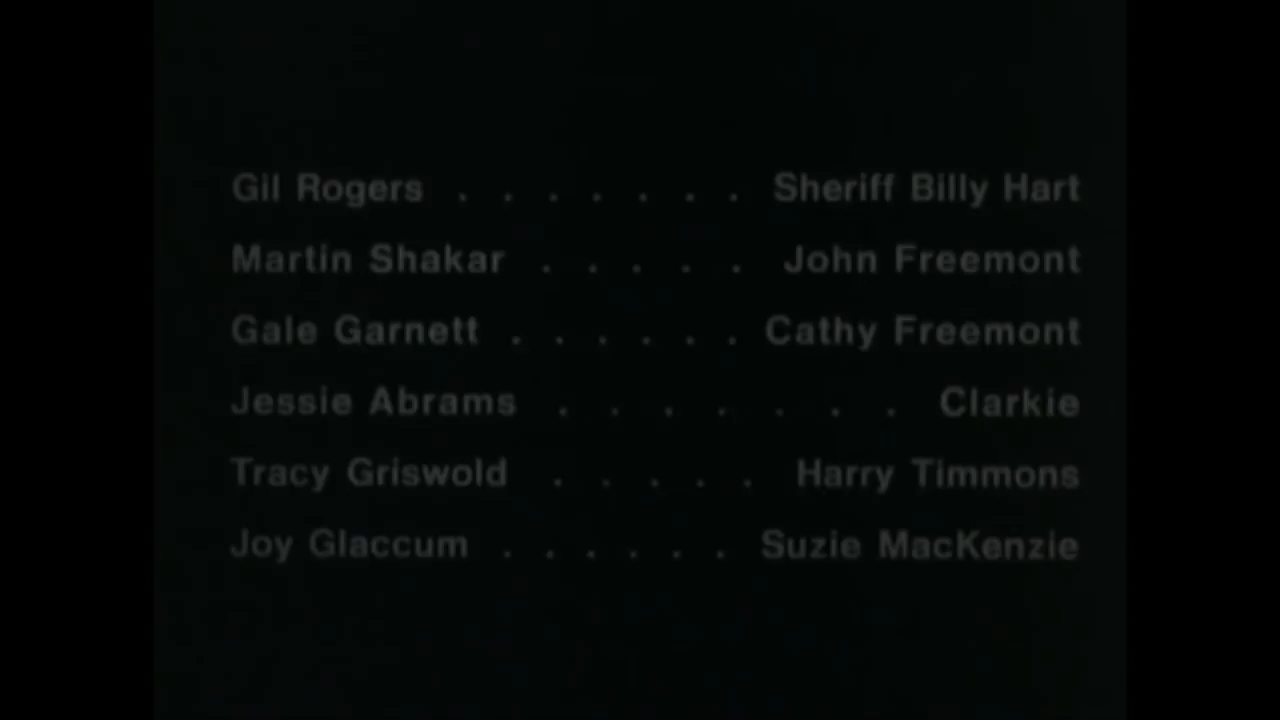 Gil Rogers . . . . . . . Sheriff Billy Hart
Martin Shakar . . . . . John Freemont
Gale Garnett . . . . . . Cathy Freemont
Jessie Abrams . . . . . . . Clarkie
Tracy Griswold . . . . . Harry Timmons
Joy Glaccum . . . . . . Suzie MacKenzie